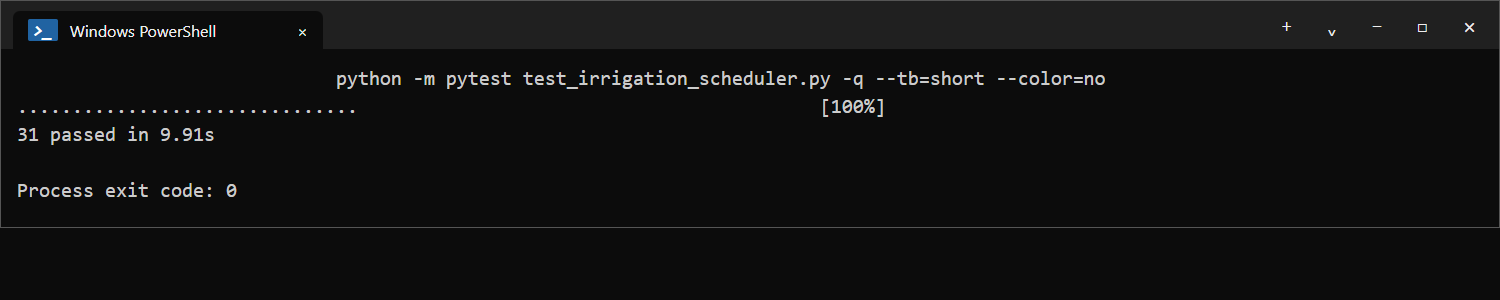 Windows PowerShell
python -m pytest test_irrigation_scheduler.py -q --tb=short --color=no
............................... [100%]
31 passed in 9.91s
Process exit code: 0